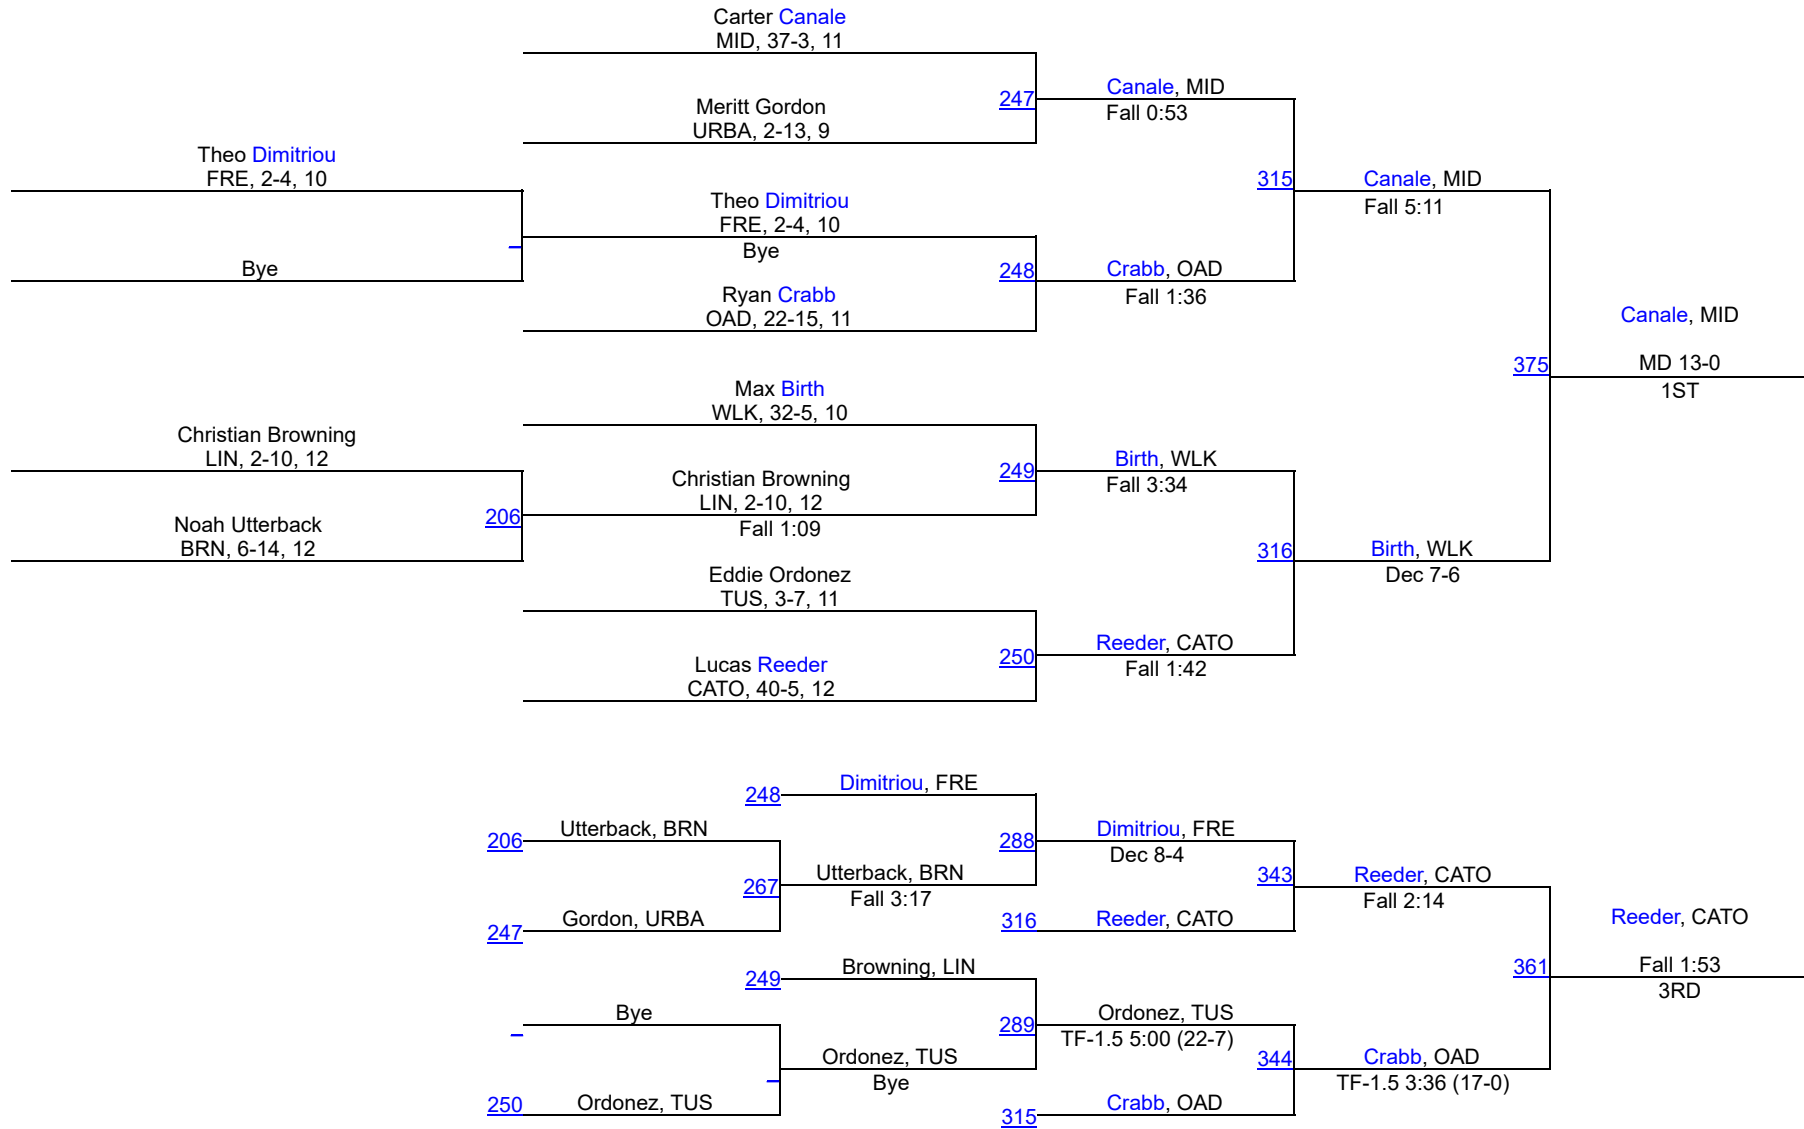 Carter Canale
MID, 37-3, 11
247
Canale, MID
Fall 0:53
Meritt Gordon
URBA, 2-13, 9
Theo Dimitriou
FRE, 2-4, 10
Bye
Theo Dimitriou
FRE, 2-4, 10
Bye
248
Crabb, OAD
Fall 1:36
Ryan Crabb
OAD, 22-15, 11
315
Canale, MID
Fall 5:11
Max Birth
WLK, 32-5, 10
249
Birth, WLK
Fall 3:34
Christian Browning
LIN, 2-10, 12
206
Noah Utterback
BRN, 6-14, 12
Christian Browning
LIN, 2-10, 12
Fall 1:09
Eddie Ordonez
TUS, 3-7, 11
250
Reeder, CATO
Fall 1:42
Lucas Reeder
CATO, 40-5, 12
316
Birth, WLK
Dec 7-6
375
Canale, MID
MD 13-0
1ST
248
Dimitriou, FRE
206
Utterback, BRN
267
Utterback, BRN
Fall 3:17
247
Gordon, URBA
288
Dimitriou, FRE
Dec 8-4
316
Reeder, CATO
343
Reeder, CATO
Fall 2:14
249
Browning, LIN
Bye
Ordonez, TUS
Bye
250
Ordonez, TUS
289
Ordonez, TUS
TF-1.5 5:00 (22-7)
315
Crabb, OAD
344
Crabb, OAD
TF-1.5 3:36 (17-0)
361
Reeder, CATO
Fall 1:53
3RD